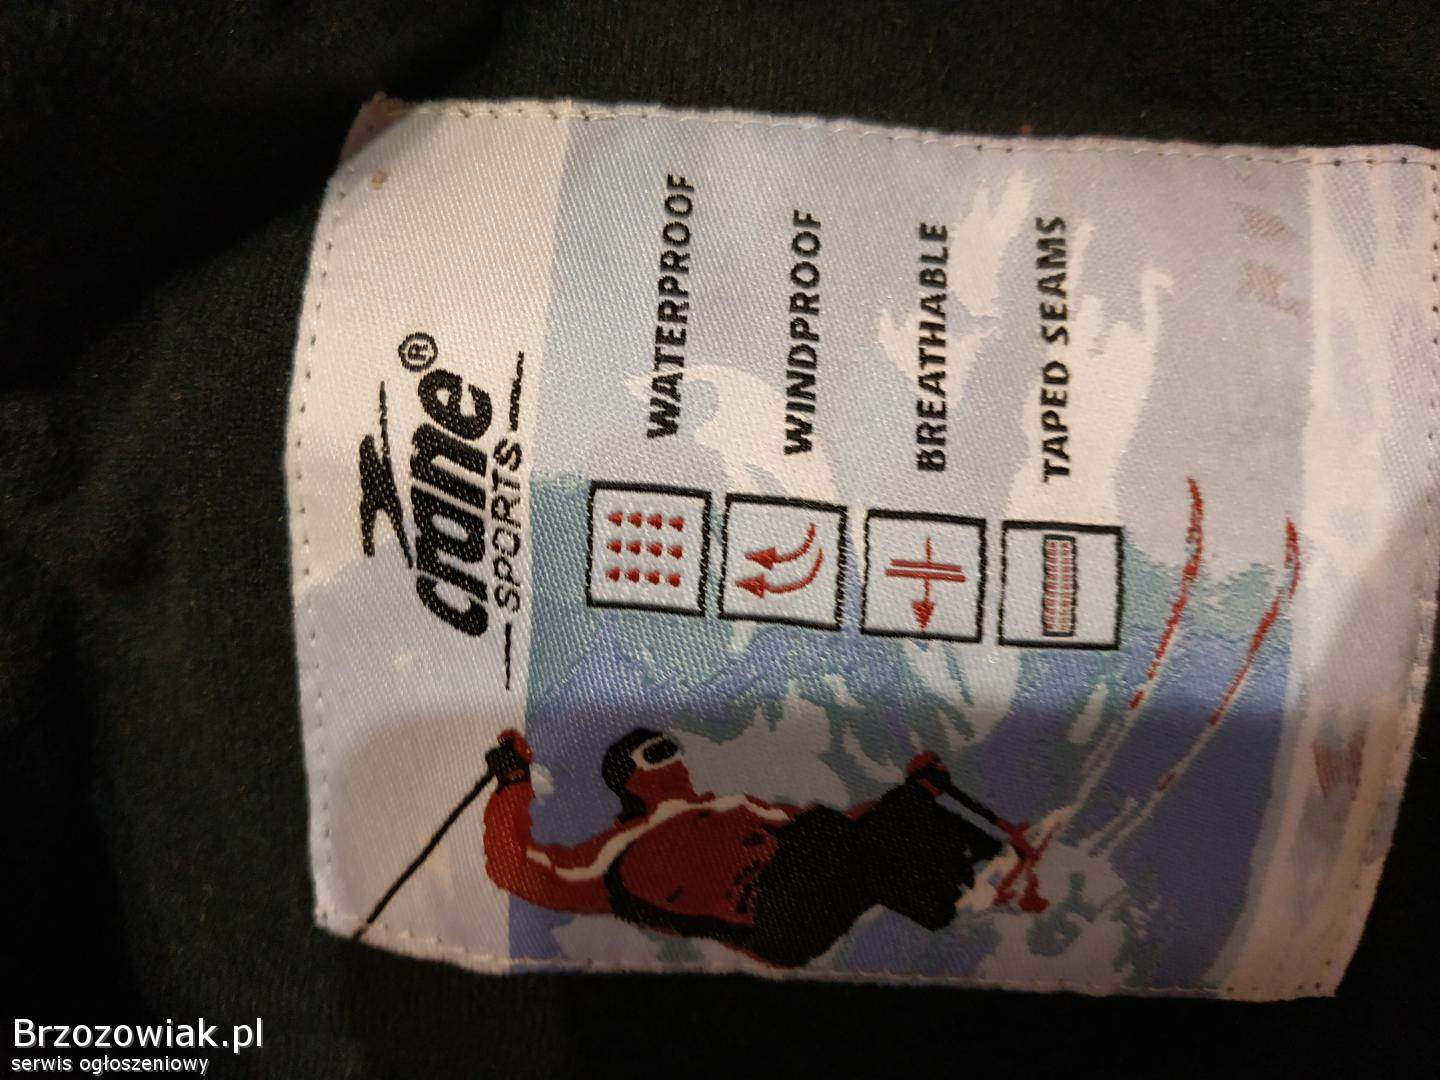 crane®
SPORTS
WATERPROOF
WINDPROOF
BREATHABLE
TAPED SEAMS
Brzozowiak.pl
serwis ogłoszeniowy